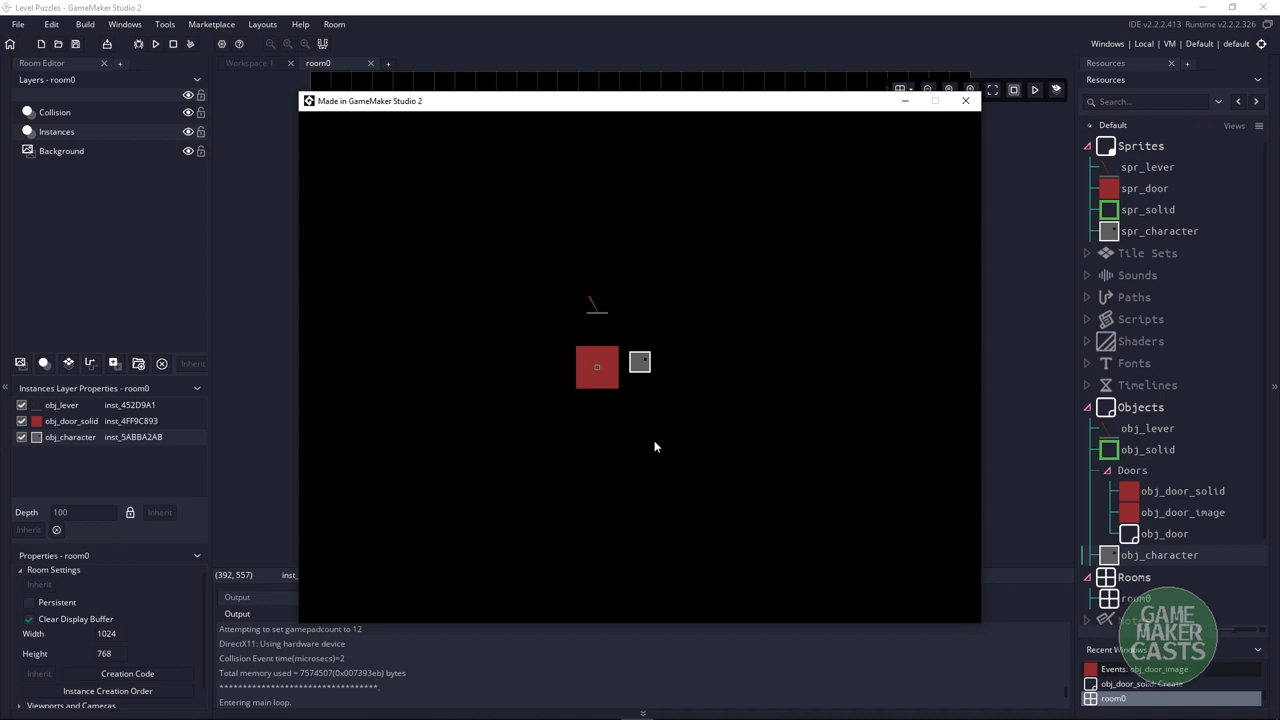 Level Puzzles - GameMaker Studio 2
File Edit Build Windows Tools Marketplace Layouts Help Room
IDE v2.2.2.413 Runtime v2.2.2.326
Windows | Local | VM | Default | default
Room Editor
Workspace 1
room0
Resources
Layers - room0
Collision
Instances
Background
Inherit
Instances Layer Properties - room0
obj_lever inst_452D9A1
obj_door_solid inst_4FF9C893
obj_character inst_5ABBA2AB
Depth 100 Inherit
Inherit
Properties - room0
Room Settings
Inherit
Persistent
Clear Display Buffer
Width 1024
Height 768
Inherit Creation Code
Instance Creation Order
Viewports and Cameras
Made in GameMaker Studio 2
(392, 557) inst_
Output
Output
Attempting to set gamepadcount to 12
DirectX11: Using hardware device
Collision Event time(microsecs)=2
Total memory used = 7574507(0x007393eb) bytes
**********************************.
Entering main loop.
Resources
Search...
Default
Views
Sprites
spr_lever
spr_door
spr_solid
spr_character
Tile Sets
Sounds
Paths
Scripts
Shaders
Fonts
Timelines
Objects
obj_lever
obj_solid
Doors
obj_door_solid
obj_door_image
obj_door
obj_character
Rooms
room0
GAME
MAKER
CASTS
Recent Windows
Events: obj_door_image
obj_door_solid: Create
room0